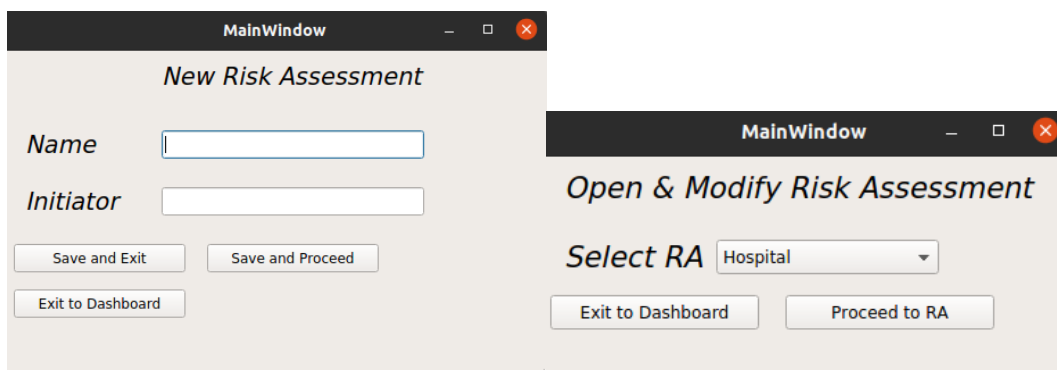 MainWindow
New Risk Assessment
Name
Initiator
Save and Exit Save and Proceed
Exit to Dashboard
MainWindow
Open & Modify Risk Assessment
Select RA Hospital
Exit to Dashboard Proceed to RA